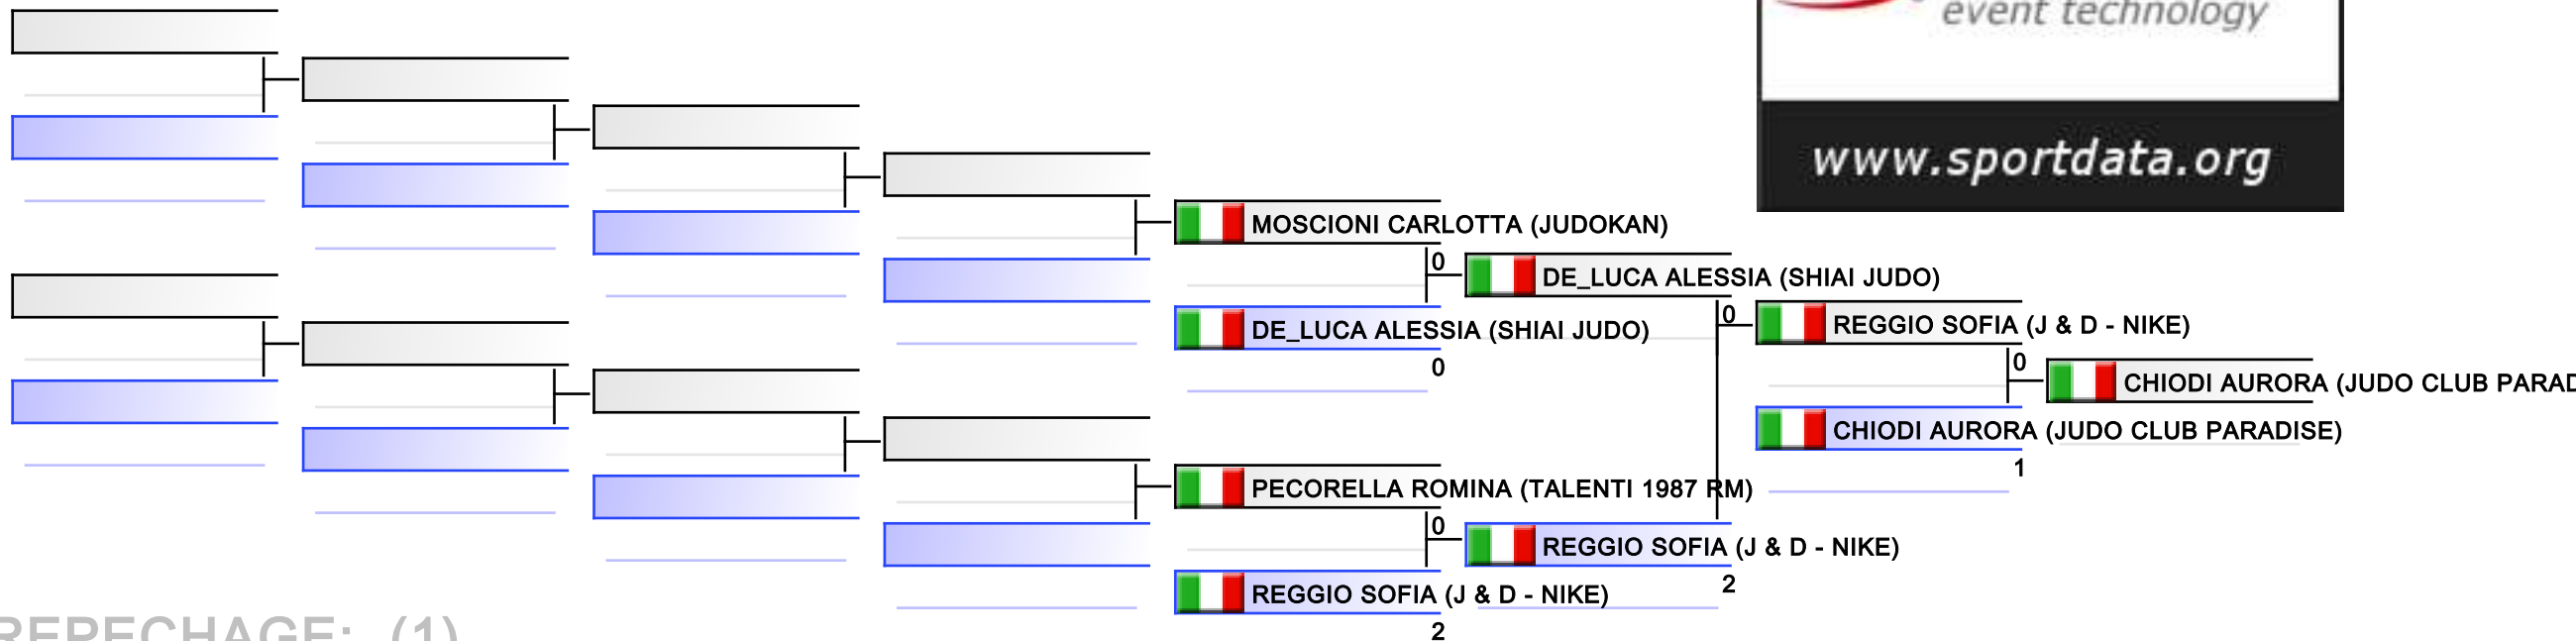 event technology
www.sportdata.org
MOSCIONI CARLOTTA (JUDOKAN)
0
DE_LUCA ALESSIA (SHIAI JUDO)
0
DE_LUCA ALESSIA (SHIAI JUDO)
0
REGGIO SOFIA (J & D - NIKE)
0
CHIODI AURORA (JUDO CLUB PARAD
CHIODI AURORA (JUDO CLUB PARADISE)
1
PECORELLA ROMINA (TALENTI 1987 RM)
0
REGGIO SOFIA (J & D - NIKE)
2
REGGIO SOFIA (J & D - NIKE)
2
REPECHAGE: (1)